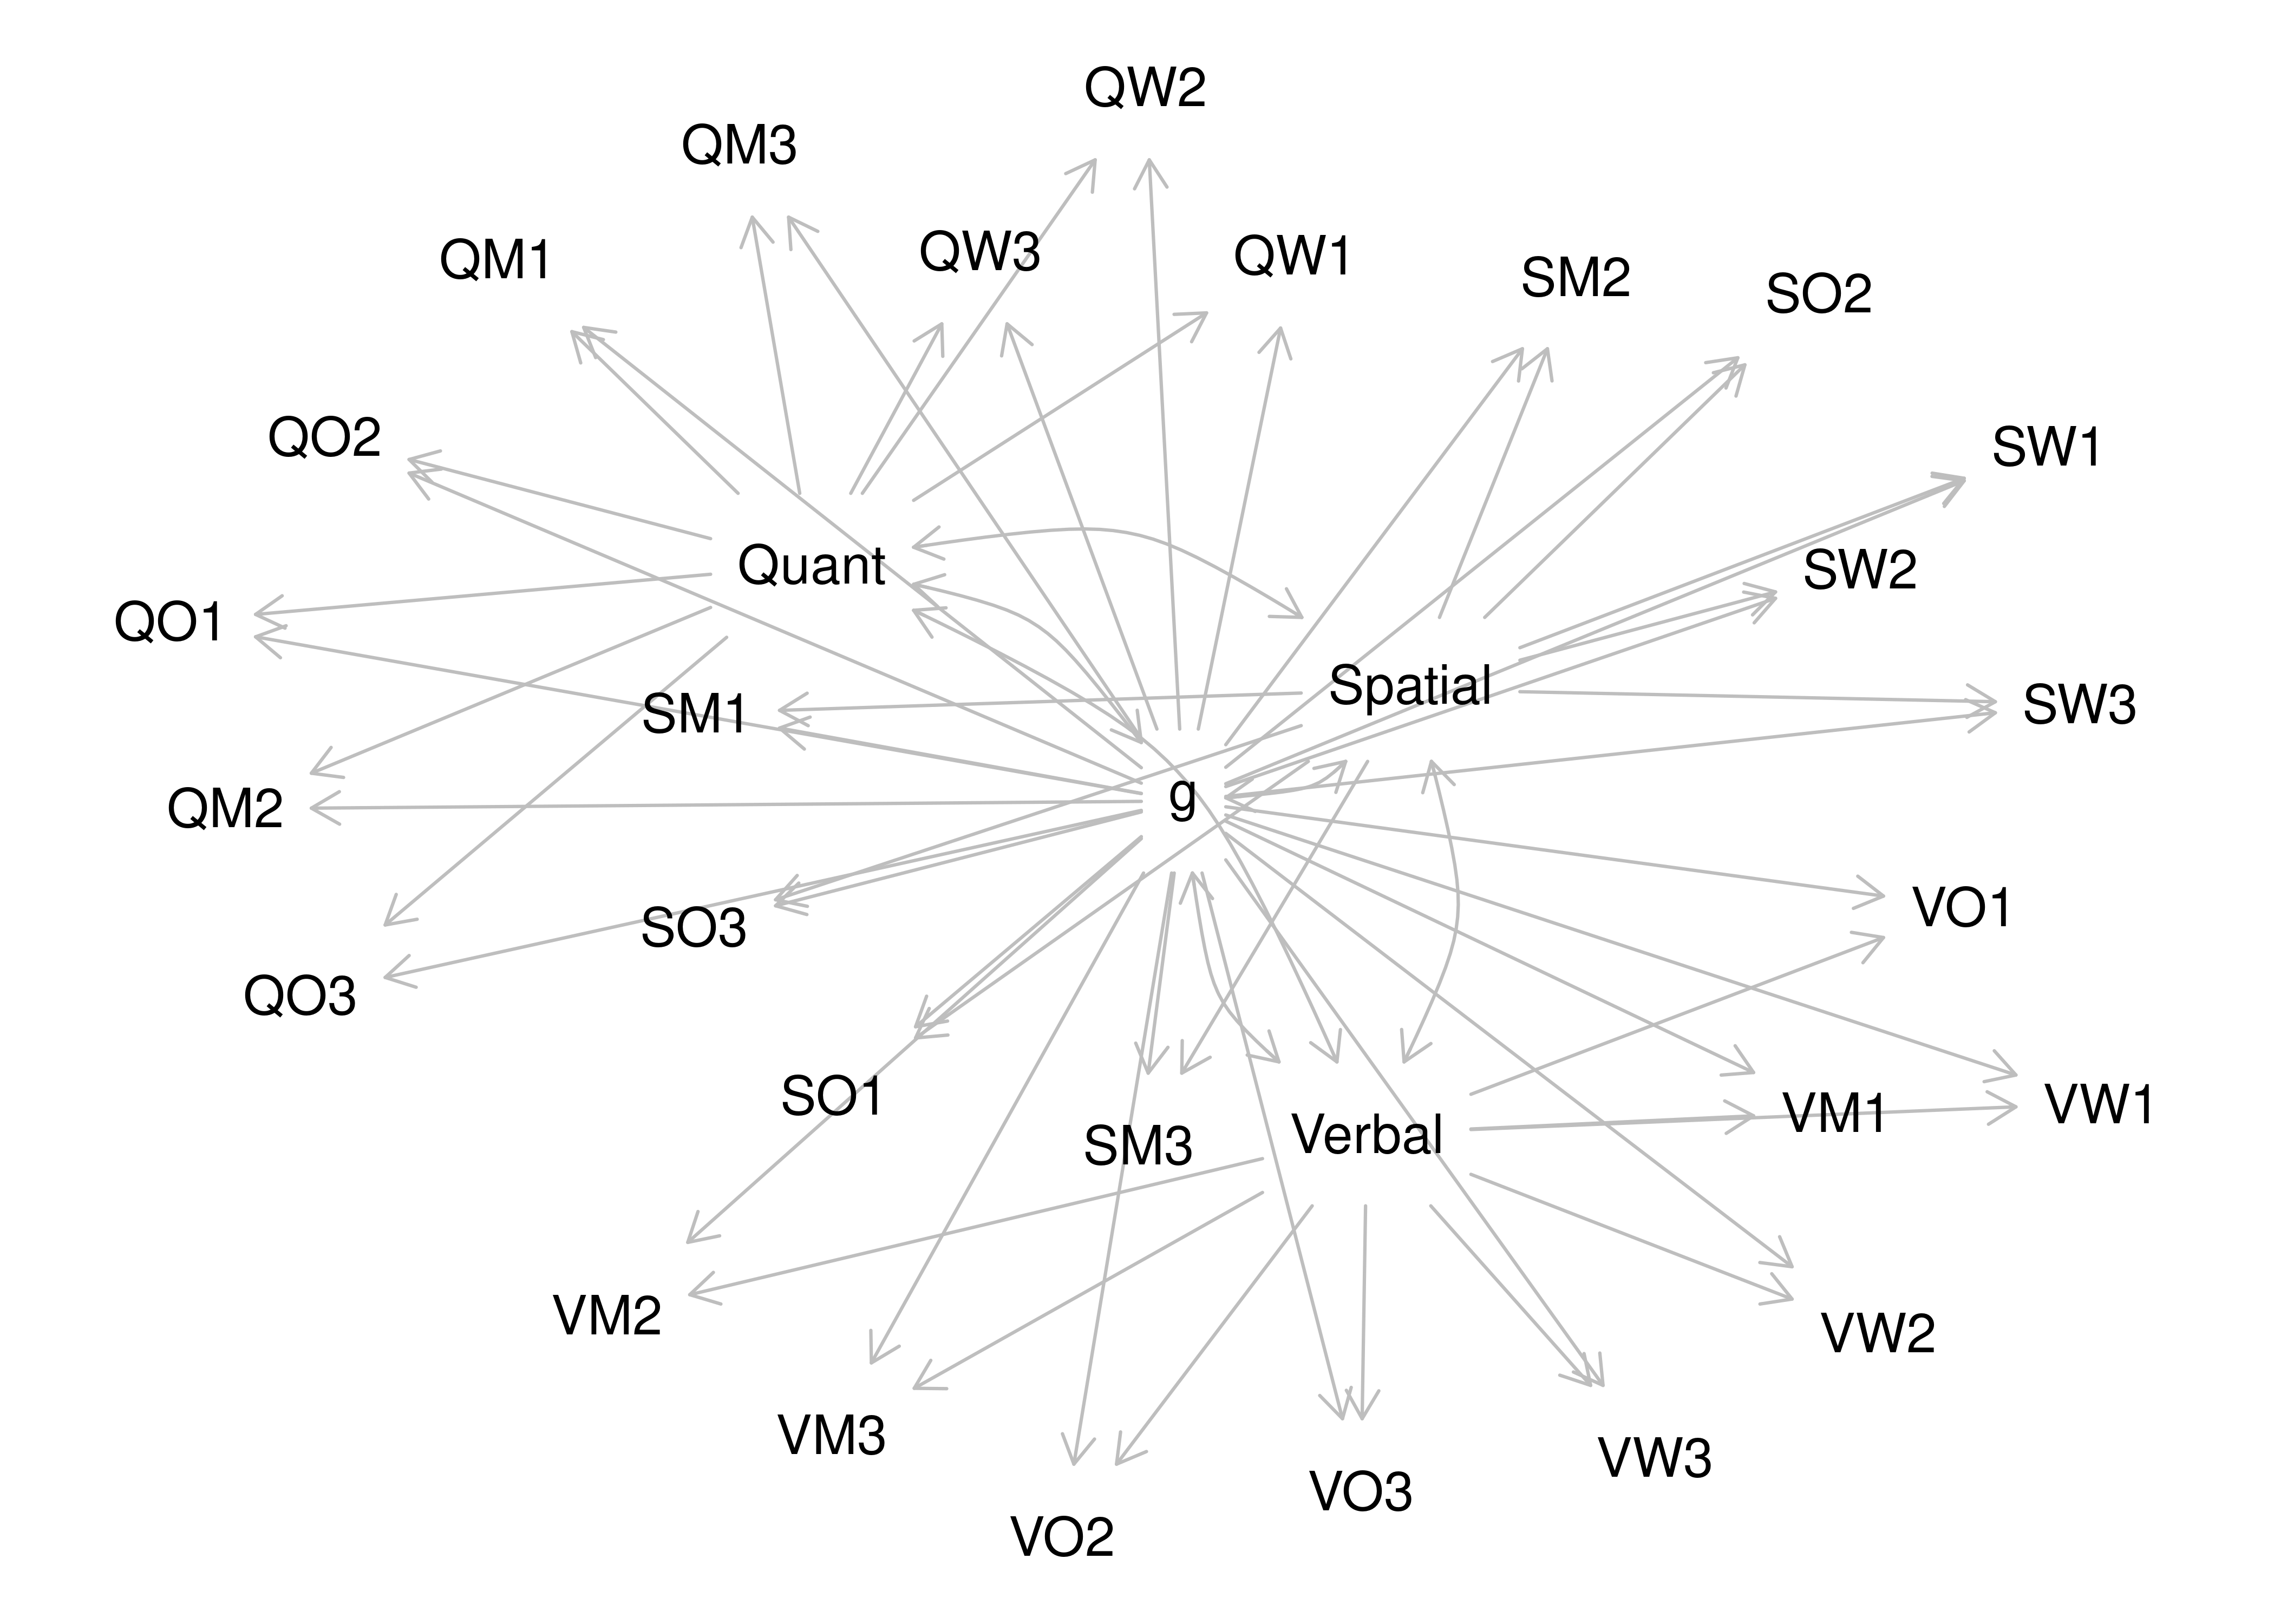 QW2
QM3
QM1
QW3
QW1
SM2
SO2
QO2
SW1
Quant
SW2
QO1
SM1
Spatial
SW3
QM2
g
SO3
VO1
QO3
SO1
SM3
Verbal
VM1
VW1
VM2
VW2
VM3
VO3
VW3
VO2